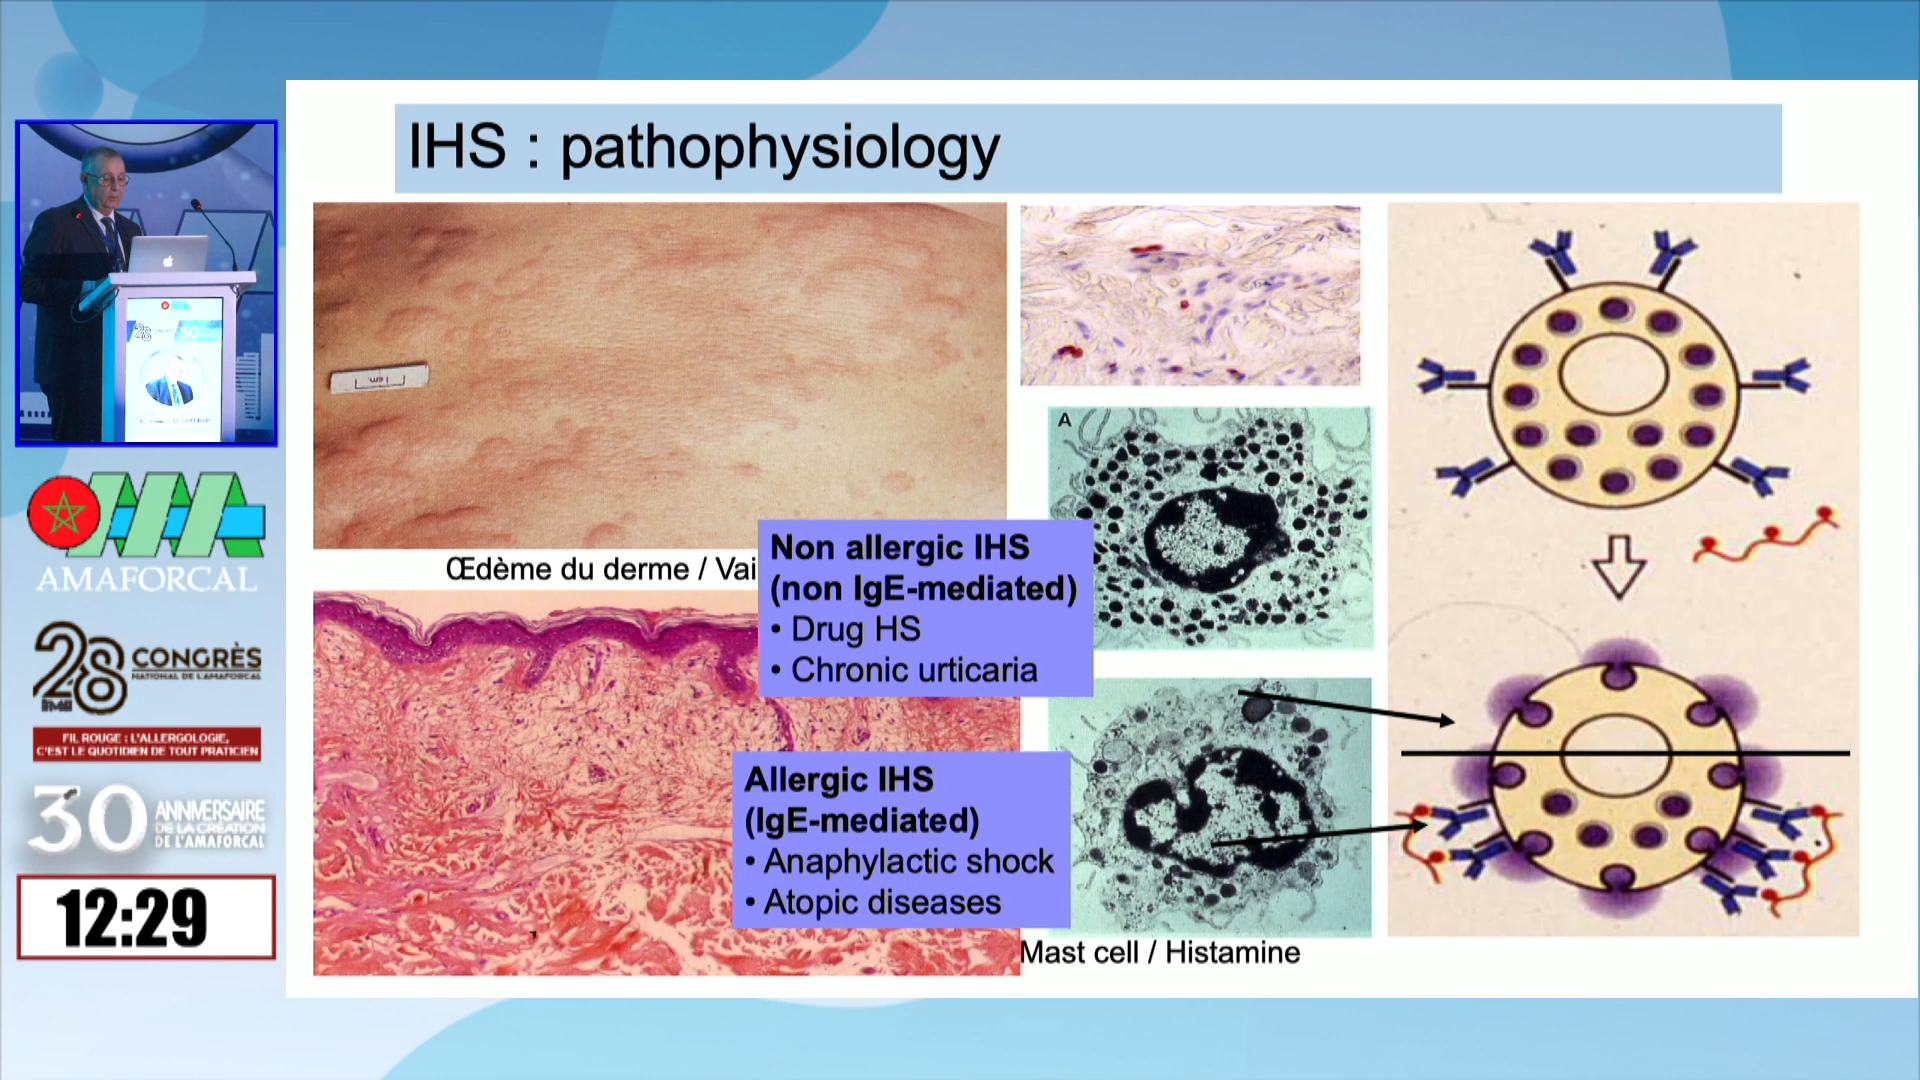 IHS : pathophysiology
1cm
A
Œdème du derme / Vai
Non allergic IHS
(non IgE-mediated)
• Drug HS
• Chronic urticaria
Allergic IHS
(IgE-mediated)
• Anaphylactic shock
• Atopic diseases
Mast cell / Histamine
28
AMAFORCAL
28 CONGRÈS
NATIONAL DE L'AMAFORCAL
FIL ROUGE : L'ALLERGOLOGIE,
C'EST LE QUOTIDIEN DE TOUT PRATICIEN
30 ANNIVERSAIRE
DE LA CRÉATION
DE L'AMAFORCAL
12:29